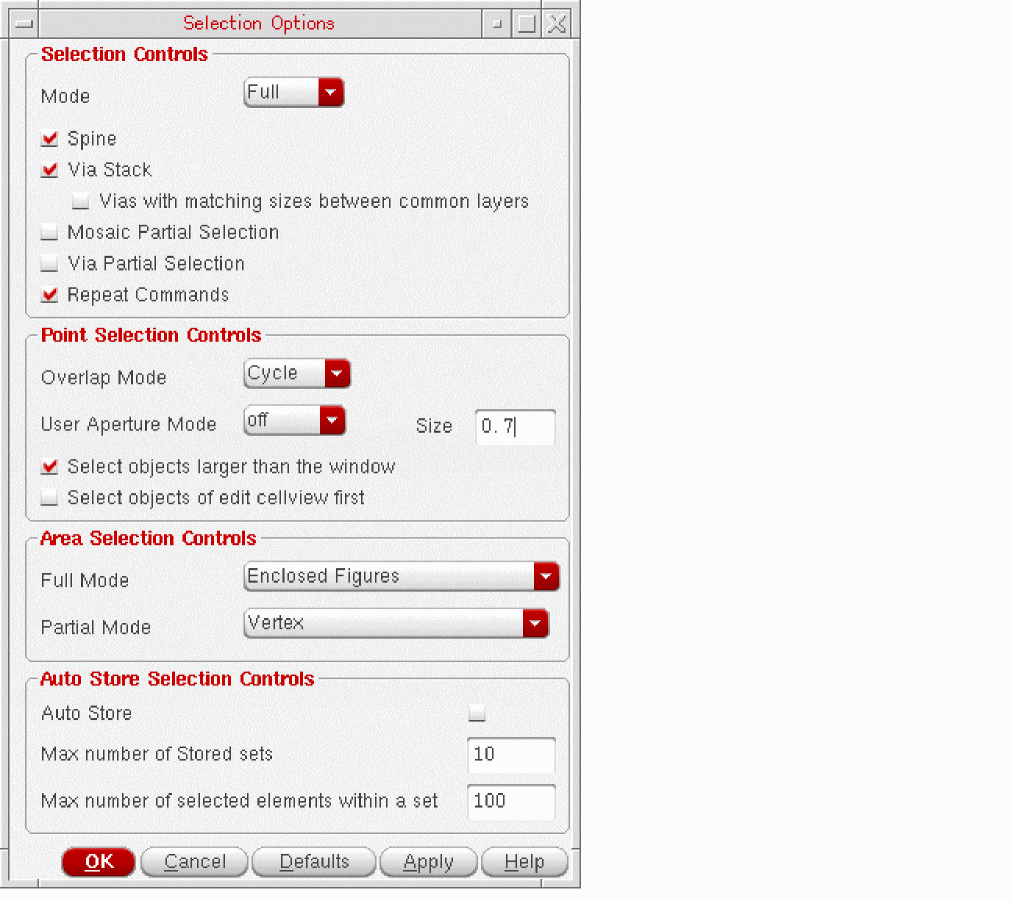 Selection Options
Selection Controls
Mode Full
Spine
Via Stack
Vias with matching sizes between common layers
Mosaic Partial Selection
Via Partial Selection
Repeat Commands
Point Selection Controls
Overlap Mode Cycle
User Aperture Mode off Size 0.7
Select objects larger than the window
Select objects of edit cellview first
Area Selection Controls
Full Mode Enclosed Figures
Partial Mode Vertex
Auto Store Selection Controls
Auto Store
Max number of Stored sets 10
Max number of selected elements within a set 100
OK Cancel Defaults Apply Help